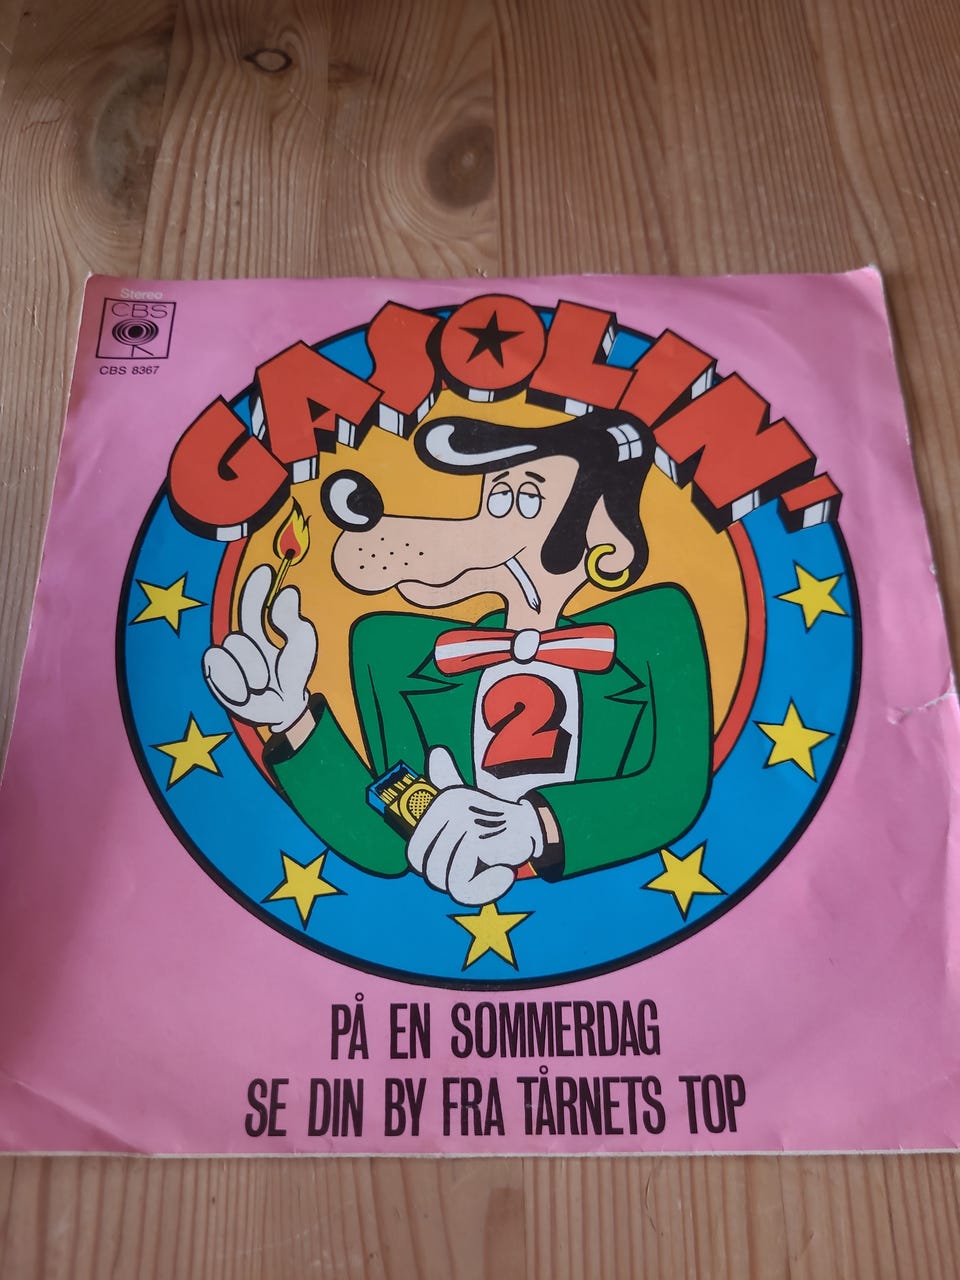 Stereo
CBS
CBS 8367
GASOLIN'
2
PÅ EN SOMMERDAG
SE DIN BY FRA TÅRNETS TOP